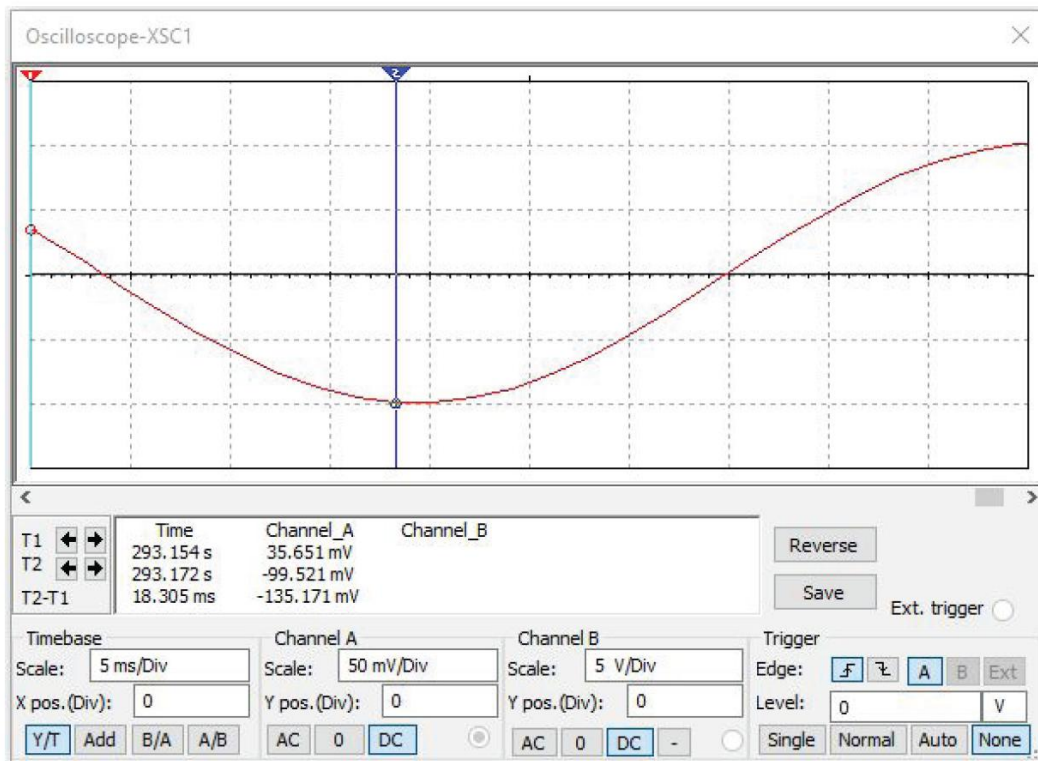 Oscilloscope-XSC1
1
2
Time Channel_A Channel_B
T1 293.154 s 35.651 mV
T2 293.172 s -99.521 mV
T2-T1 18.305 ms -135.171 mV
Reverse
Save
Ext. trigger
Timebase
Scale: 5 ms/Div
X pos.(Div): 0
Y/T Add B/A A/B
Channel A
Scale: 50 mV/Div
Y pos.(Div): 0
AC 0 DC
Channel B
Scale: 5 V/Div
Y pos.(Div): 0
AC 0 DC -
Trigger
Edge: A B Ext
Level: 0 V
Single Normal Auto None